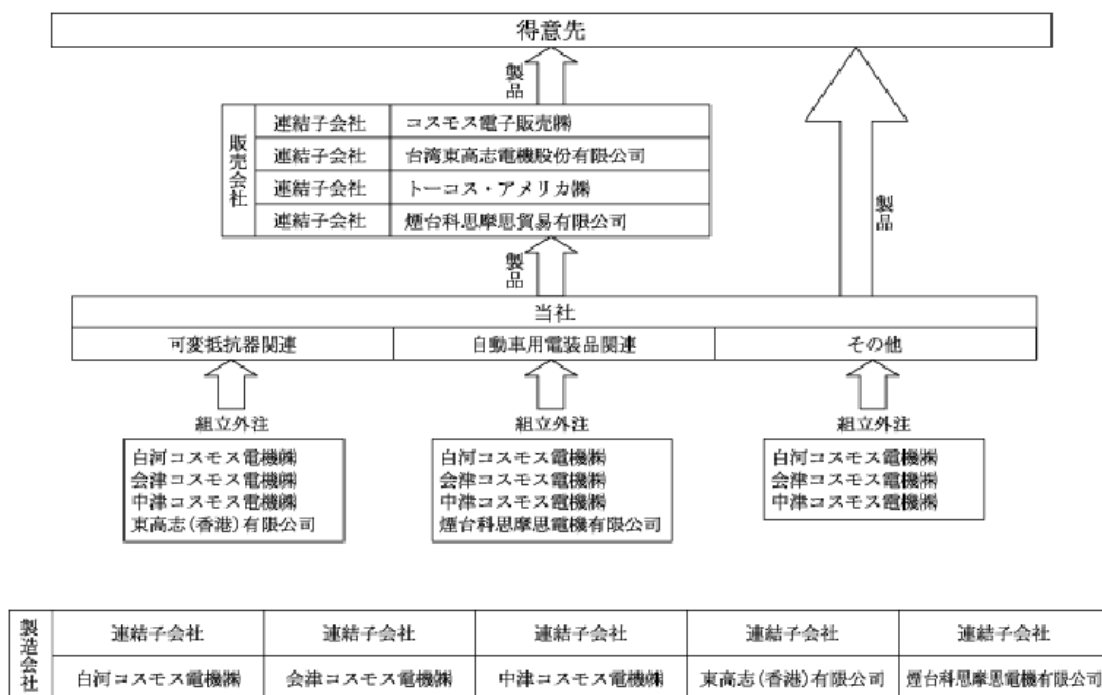 得意先
製品
販売会社
連結子会社 コスモス電子販売㈱
連結子会社 台湾東高志電機股份有限公司
連結子会社 トーコス・アメリカ㈱
連結子会社 煙台科思摩思貿易有限公司
製品
製品
当社
可変抵抗器関連 自動車用電装品関連 その他
組立外注 組立外注 組立外注
白河コスモス電機㈱
会津コスモス電機㈱
中津コスモス電機㈱
東高志(香港)有限公司
白河コスモス電機㈱
会津コスモス電機㈱
中津コスモス電機㈱
煙台科思摩思電機有限公司
白河コスモス電機㈱
会津コスモス電機㈱
中津コスモス電機㈱
製造会社
連結子会社 連結子会社 連結子会社 連結子会社 連結子会社
白河コスモス電機㈱ 会津コスモス電機㈱ 中津コスモス電機㈱ 東高志(香港)有限公司 煙台科思摩思電機有限公司